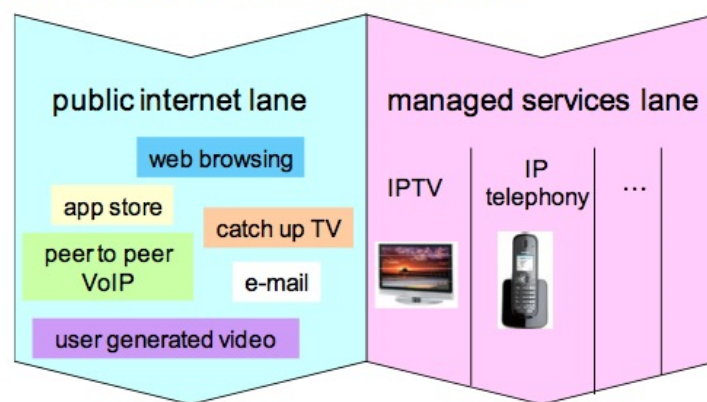 public internet lane
managed services lane
web browsing
app store
catch up TV
peer to peer
VoIP
e-mail
user generated video
IPTV
IP
telephony
...